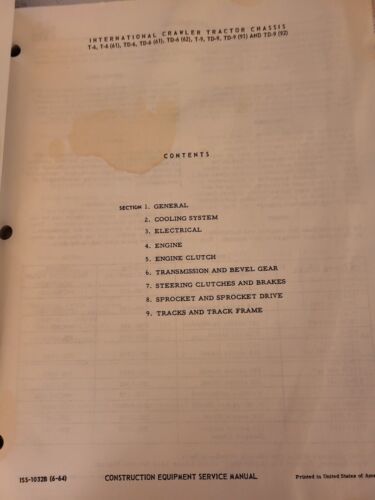 INTERNATIONAL CRAWLER TRACTOR CHASSIS
T-6, T-6 (61), TD-6, TD-6 (61), TD-6 (62), T-9, TD-9, TD-9 (91) AND TD-9 (92)
CONTENTS
SECTION 1. GENERAL
2. COOLING SYSTEM
3. ELECTRICAL
4. ENGINE
5. ENGINE CLUTCH
6. TRANSMISSION AND BEVEL GEAR
7. STEERING CLUTCHES AND BRAKES
8. SPROCKET AND SPROCKET DRIVE
9. TRACKS AND TRACK FRAME
ISS-1032B (6-64) CONSTRUCTION EQUIPMENT SERVICE MANUAL Printed in United States of Amer